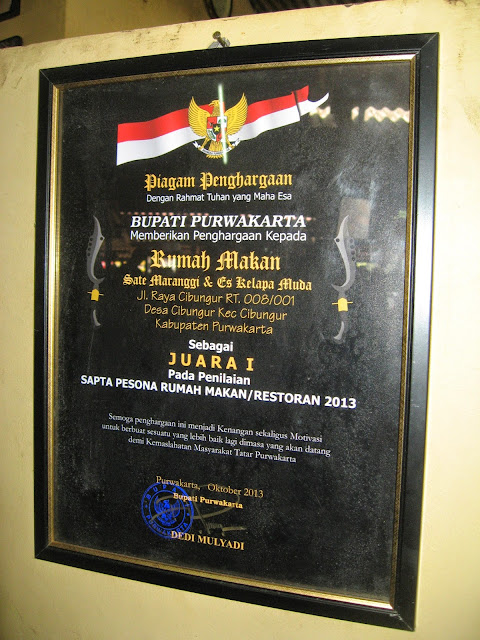 Piagam Penghargaan
Dengan Rahmat Tuhan yang Maha Esa
BUPATI PURWAKARTA
Memberikan Penghargaan Kepada
Rumah Makan
Sate Maranggi & Es Kelapa Muda
Jl. Raya Cibungur RT. 008/001
Desa Cibungur Kec Cibungur
Kabupaten Purwakarta
Sebagai
JUARA I
Pada Penilaian
SAPTA PESONA RUMAH MAKAN/RESTORAN 2013
Semoga penghargaan ini menjadi Kenangan sekaligus Motivasi
untuk berbuat sesuatu yang lebih baik lagi dimasa yang akan datang
demi Kemaslahatan Masyarakat Tatar Purwakarta
Purwakarta, Oktober 2013
Bupati Purwakarta
BUPATI
DEDI MULYADI